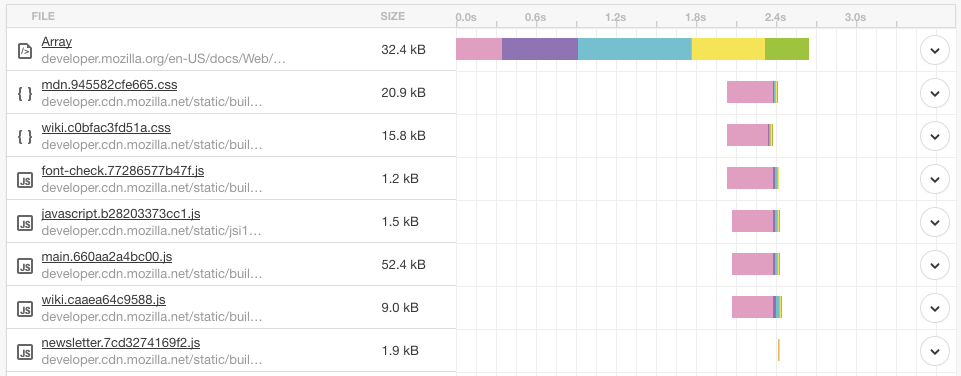 FILE SIZE 0.0s 0.6s 1.2s 1.8s 2.4s 3.0s
Array
developer.mozilla.org/en-US/docs/Web/…
32.4 kB
{ } mdn.945582cfe665.css
developer.cdn.mozilla.net/static/buil…
20.9 kB
{ } wiki.c0bfac3fd51a.css
developer.cdn.mozilla.net/static/buil…
15.8 kB
JS font-check.77286577b47f.js
developer.cdn.mozilla.net/static/buil…
1.2 kB
JS javascript.b28203373cc1.js
developer.cdn.mozilla.net/static/jsi1…
1.5 kB
JS main.660aa2a4bc00.js
developer.cdn.mozilla.net/static/buil…
52.4 kB
JS wiki.caaea64c9588.js
developer.cdn.mozilla.net/static/buil…
9.0 kB
JS newsletter.7cd3274169f2.js
developer.cdn.mozilla.net/static/buil…
1.9 kB